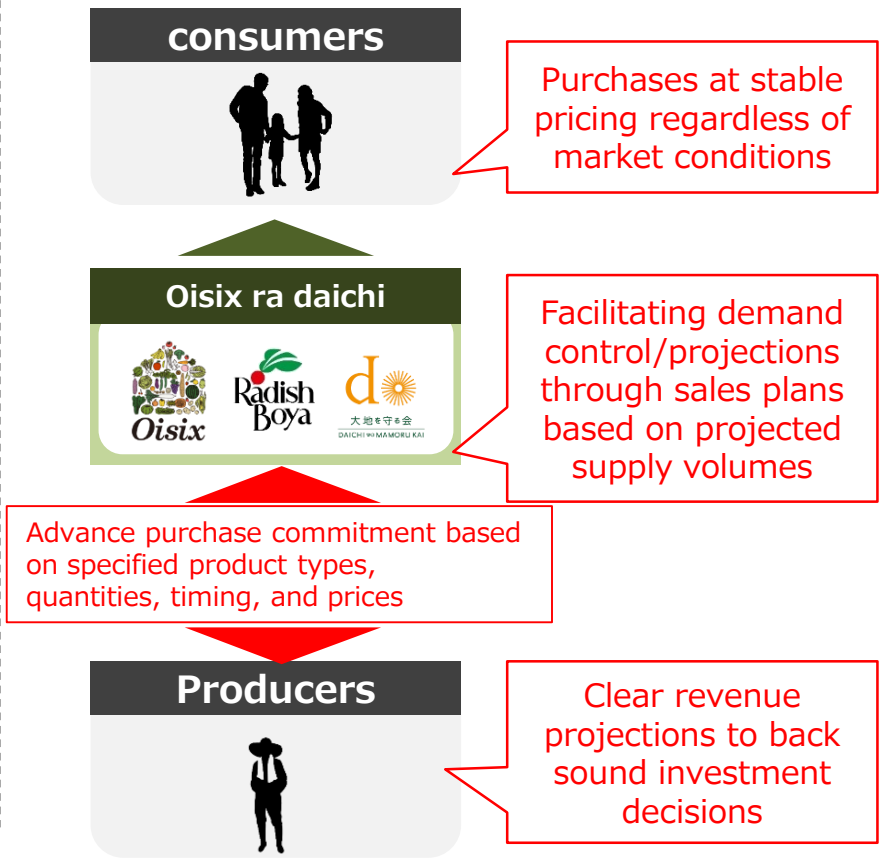 consumers
Purchases at stable
pricing regardless of
market conditions
Oisix ra daichi
Oisix
Radish
Boya
do
大地を守る会
DAICHI WO MAMORU KAI
Facilitating demand
control/projections
through sales plans
based on projected
supply volumes
Advance purchase commitment based
on specified product types,
quantities, timing, and prices
Producers
Clear revenue
projections to back
sound investment
decisions